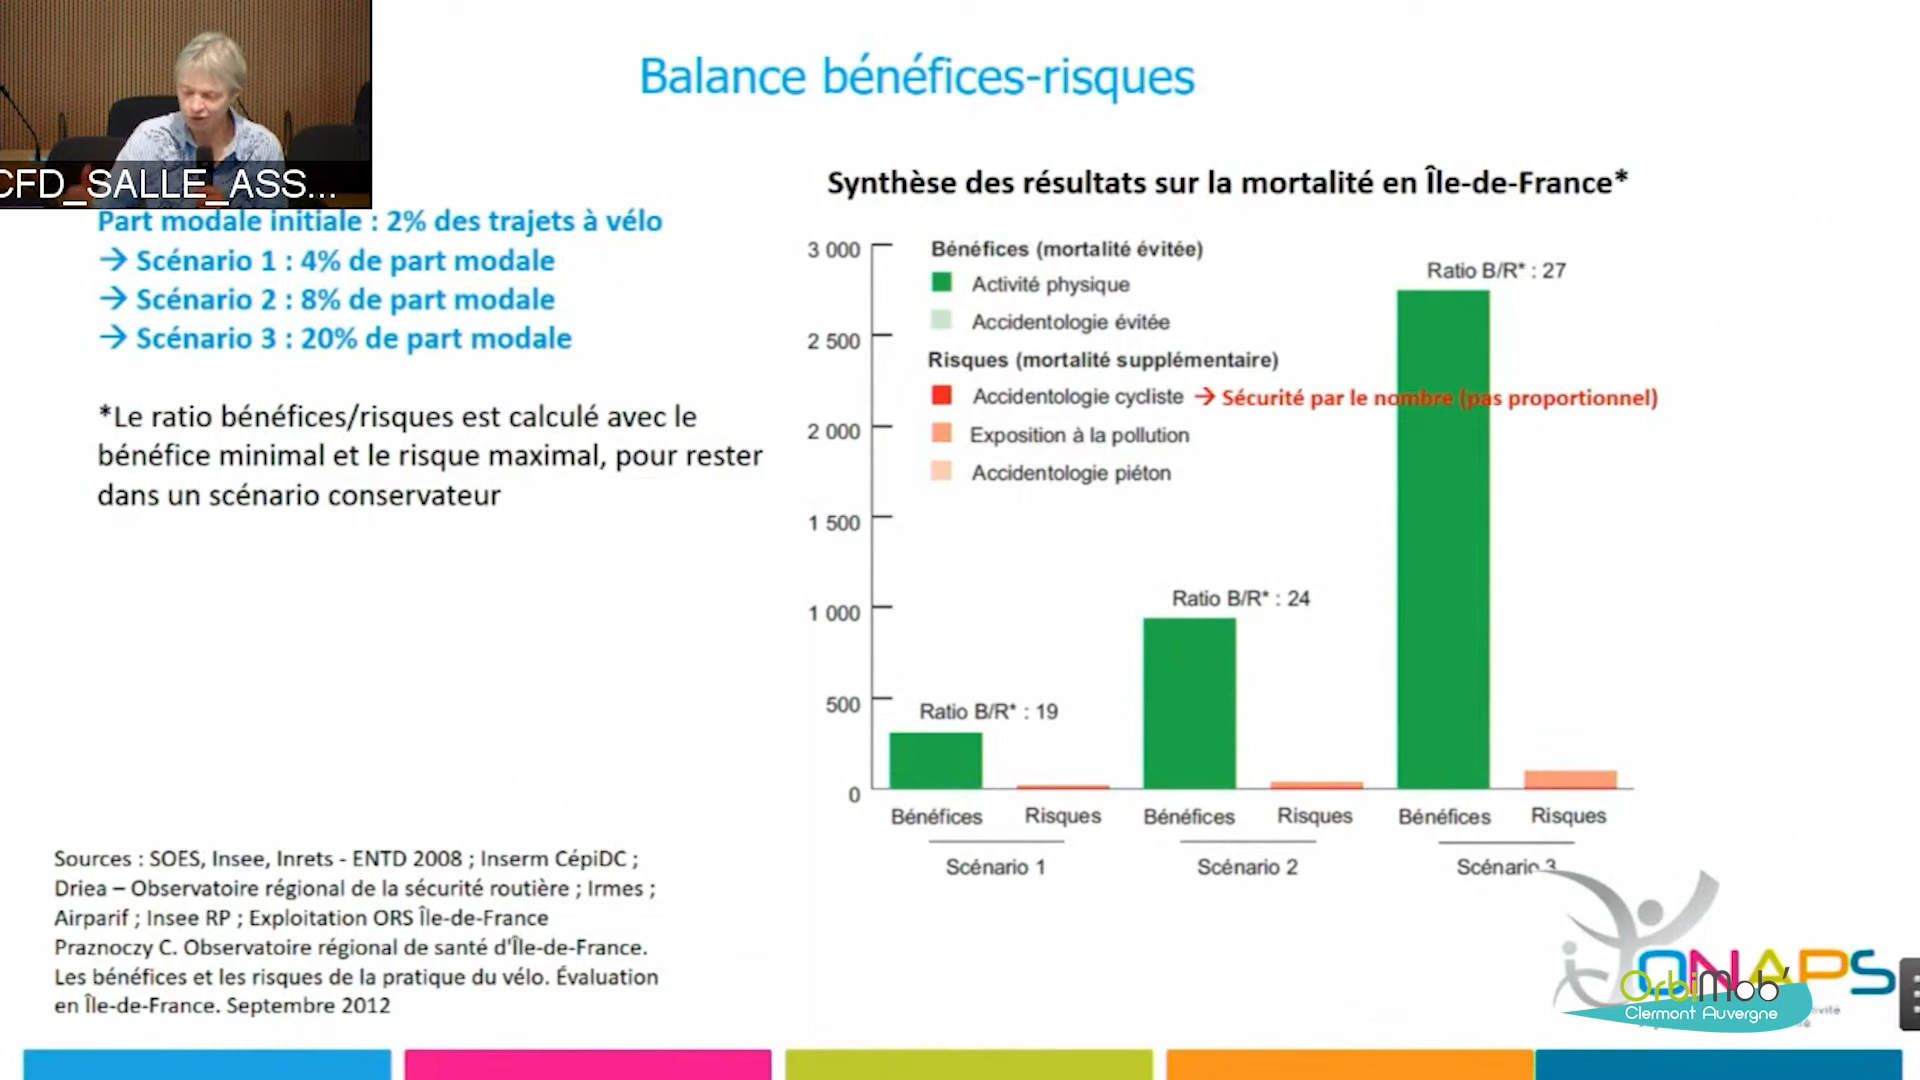 Balance bénéfices-risques
CFD_SALLE_ASS...
Part modale initiale : 2% des trajets à vélo
→ Scénario 1 : 4% de part modale
→ Scénario 2 : 8% de part modale
→ Scénario 3 : 20% de part modale
*Le ratio bénéfices/risques est calculé avec le
bénéfice minimal et le risque maximal, pour rester
dans un scénario conservateur
Sources : SOES, Insee, Inrets - ENTD 2008 ; Inserm CépiDC ;
Driea – Observatoire régional de la sécurité routière ; Irmes ;
Airparif ; Insee RP ; Exploitation ORS Île-de-France
Praznoczy C. Observatoire régional de santé d'Île-de-France.
Les bénéfices et les risques de la pratique du vélo. Évaluation
en Île-de-France. Septembre 2012
Synthèse des résultats sur la mortalité en Île-de-France*
3 000
2 500
2 000
1 500
1 000
500
0
Bénéfices (mortalité évitée)
Activité physique
Accidentologie évitée
Risques (mortalité supplémentaire)
Accidentologie cycliste → Sécurité par le nombre (pas proportionnel)
Exposition à la pollution
Accidentologie piéton
Ratio B/R* : 19
Ratio B/R* : 24
Ratio B/R* : 27
Bénéfices Risques Bénéfices Risques Bénéfices Risques
Scénario 1 Scénario 2 Scénario 3
ONAPS
OrbiMob'
Clermont Auvergne